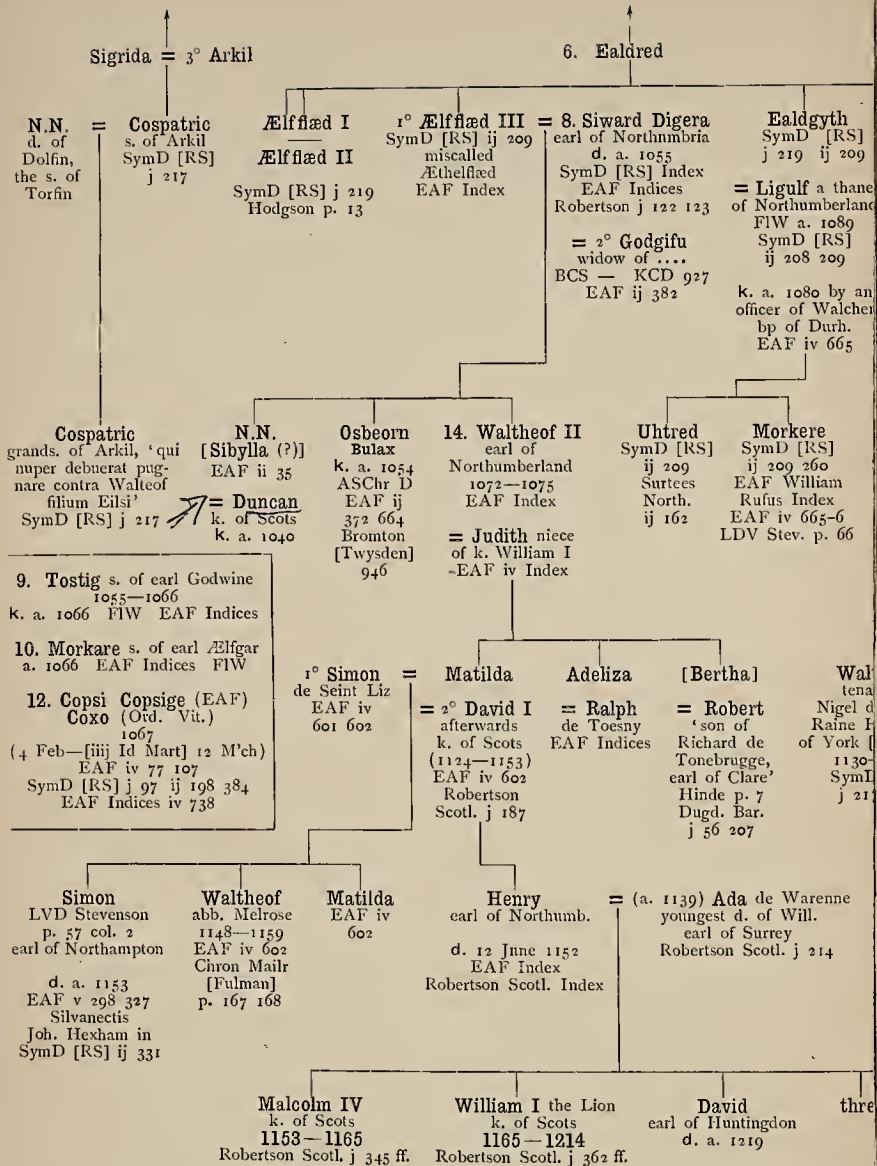 Sigrida = 3° Arkil
6. Ealdred
N.N.
d. of
Dolfin,
the s. of
Torfin
=
Cospatric
s. of Arkil
SymD [RS]
j 217
Ælfflæd I
Ælfflæd II
SymD [RS] j 219
Hodgson p. 13
1° Ælfflæd III
SymD [RS] ij 209
miscalled
Æthelflæd
EAF Index
= 8. Siward Digera
earl of Northnmbria
d. a. 1055
SymD [RS] Index
EAF Indices
Robertson j 122 123
= 2° Godgifu
widow of ....
BCS — KCD 927
EAF ij 382
Ealdgyth
SymD [RS]
j 219 ij 209
= Ligulf a thane
of Northumberland
FlW a. 1089
SymD [RS]
ij 208 209
k. a. 1080 by an
officer of Walcher
bp of Durh.
EAF iv 665
Cospatric
grands. of Arkil, ‘qui
nuper debuerat pug-
nare contra Walteof
filium Eilsi’
SymD [RS] j 217
N.N.
[Sibylla (?)]
EAF ii 35
= Duncan
k. of Scots
k. a. 1040
Osbeorn
Bulax
k. a. 1054
ASChr D
EAF ij
372 664
Bromton
[Twysden]
946
14. Waltheof II
earl of
Northumberland
1072—1075
EAF Index
= Judith niece
of k. William I
-EAF iv Index
Uhtred
SymD [RS]
ij 209
Surtees
North.
ij 162
Morkere
SymD [RS]
ij 209 260
EAF William
Rufus Index
EAF iv 665-6
LDV Stev. p. 66
9. Tostig s. of earl Godwine
1055—1066
k. a. 1066 FlW EAF Indices
10. Morkare s. of earl Ælfgar
a. 1066 EAF Indices FlW
12. Copsi Copsige (EAF)
Coxo (Ord. Vit.)
1067
(4 Feb—[iiij Id Mart] 12 M’ch)
EAF iv 77 107
SymD [RS] j 97 ij 198 384
EAF Indices iv 738
1° Simon
de Seint Liz
EAF iv
601 602
=
Matilda
= 2° David I
afterwards
k. of Scots
(1124—1153)
EAF iv 602
Robertson
Scotl. j 187
Adeliza
= Ralph
de Toesny
EAF Indices
[Bertha]
= Robert
‘son of
Richard de
Tonebrugge,
earl of Clare’
Hinde p. 7
Dugd. Bar.
j 56 207
Wal
tena
Nigel d
Raine H
of York [
1130-
SymD
j 21
Simon
LVD Stevenson
p. 57 col. 2
earl of Northampton
d. a. 1153
EAF v 298 327
Silvanectis
Joh. Hexham in
SymD [RS] ij 331
Waltheof
abb. Melrose
1148—1159
EAF iv 602
Chron Mailr
[Fulman]
p. 167 168
Matilda
EAF iv
602
Henry
earl of Northumb.
d. 12 Jnne 1152
EAF Index
Robertson Scotl. Index
= (a. 1139) Ada de Warenne
youngest d. of Will.
earl of Surrey
Robertson Scotl. j 214
Malcolm IV
k. of Scots
1153—1165
Robertson Scotl. j 345 ff.
William I the Lion
k. of Scots
1165—1214
Robertson Scotl. j 362 ff.
David
earl of Huntingdon
d. a. 1219
thre